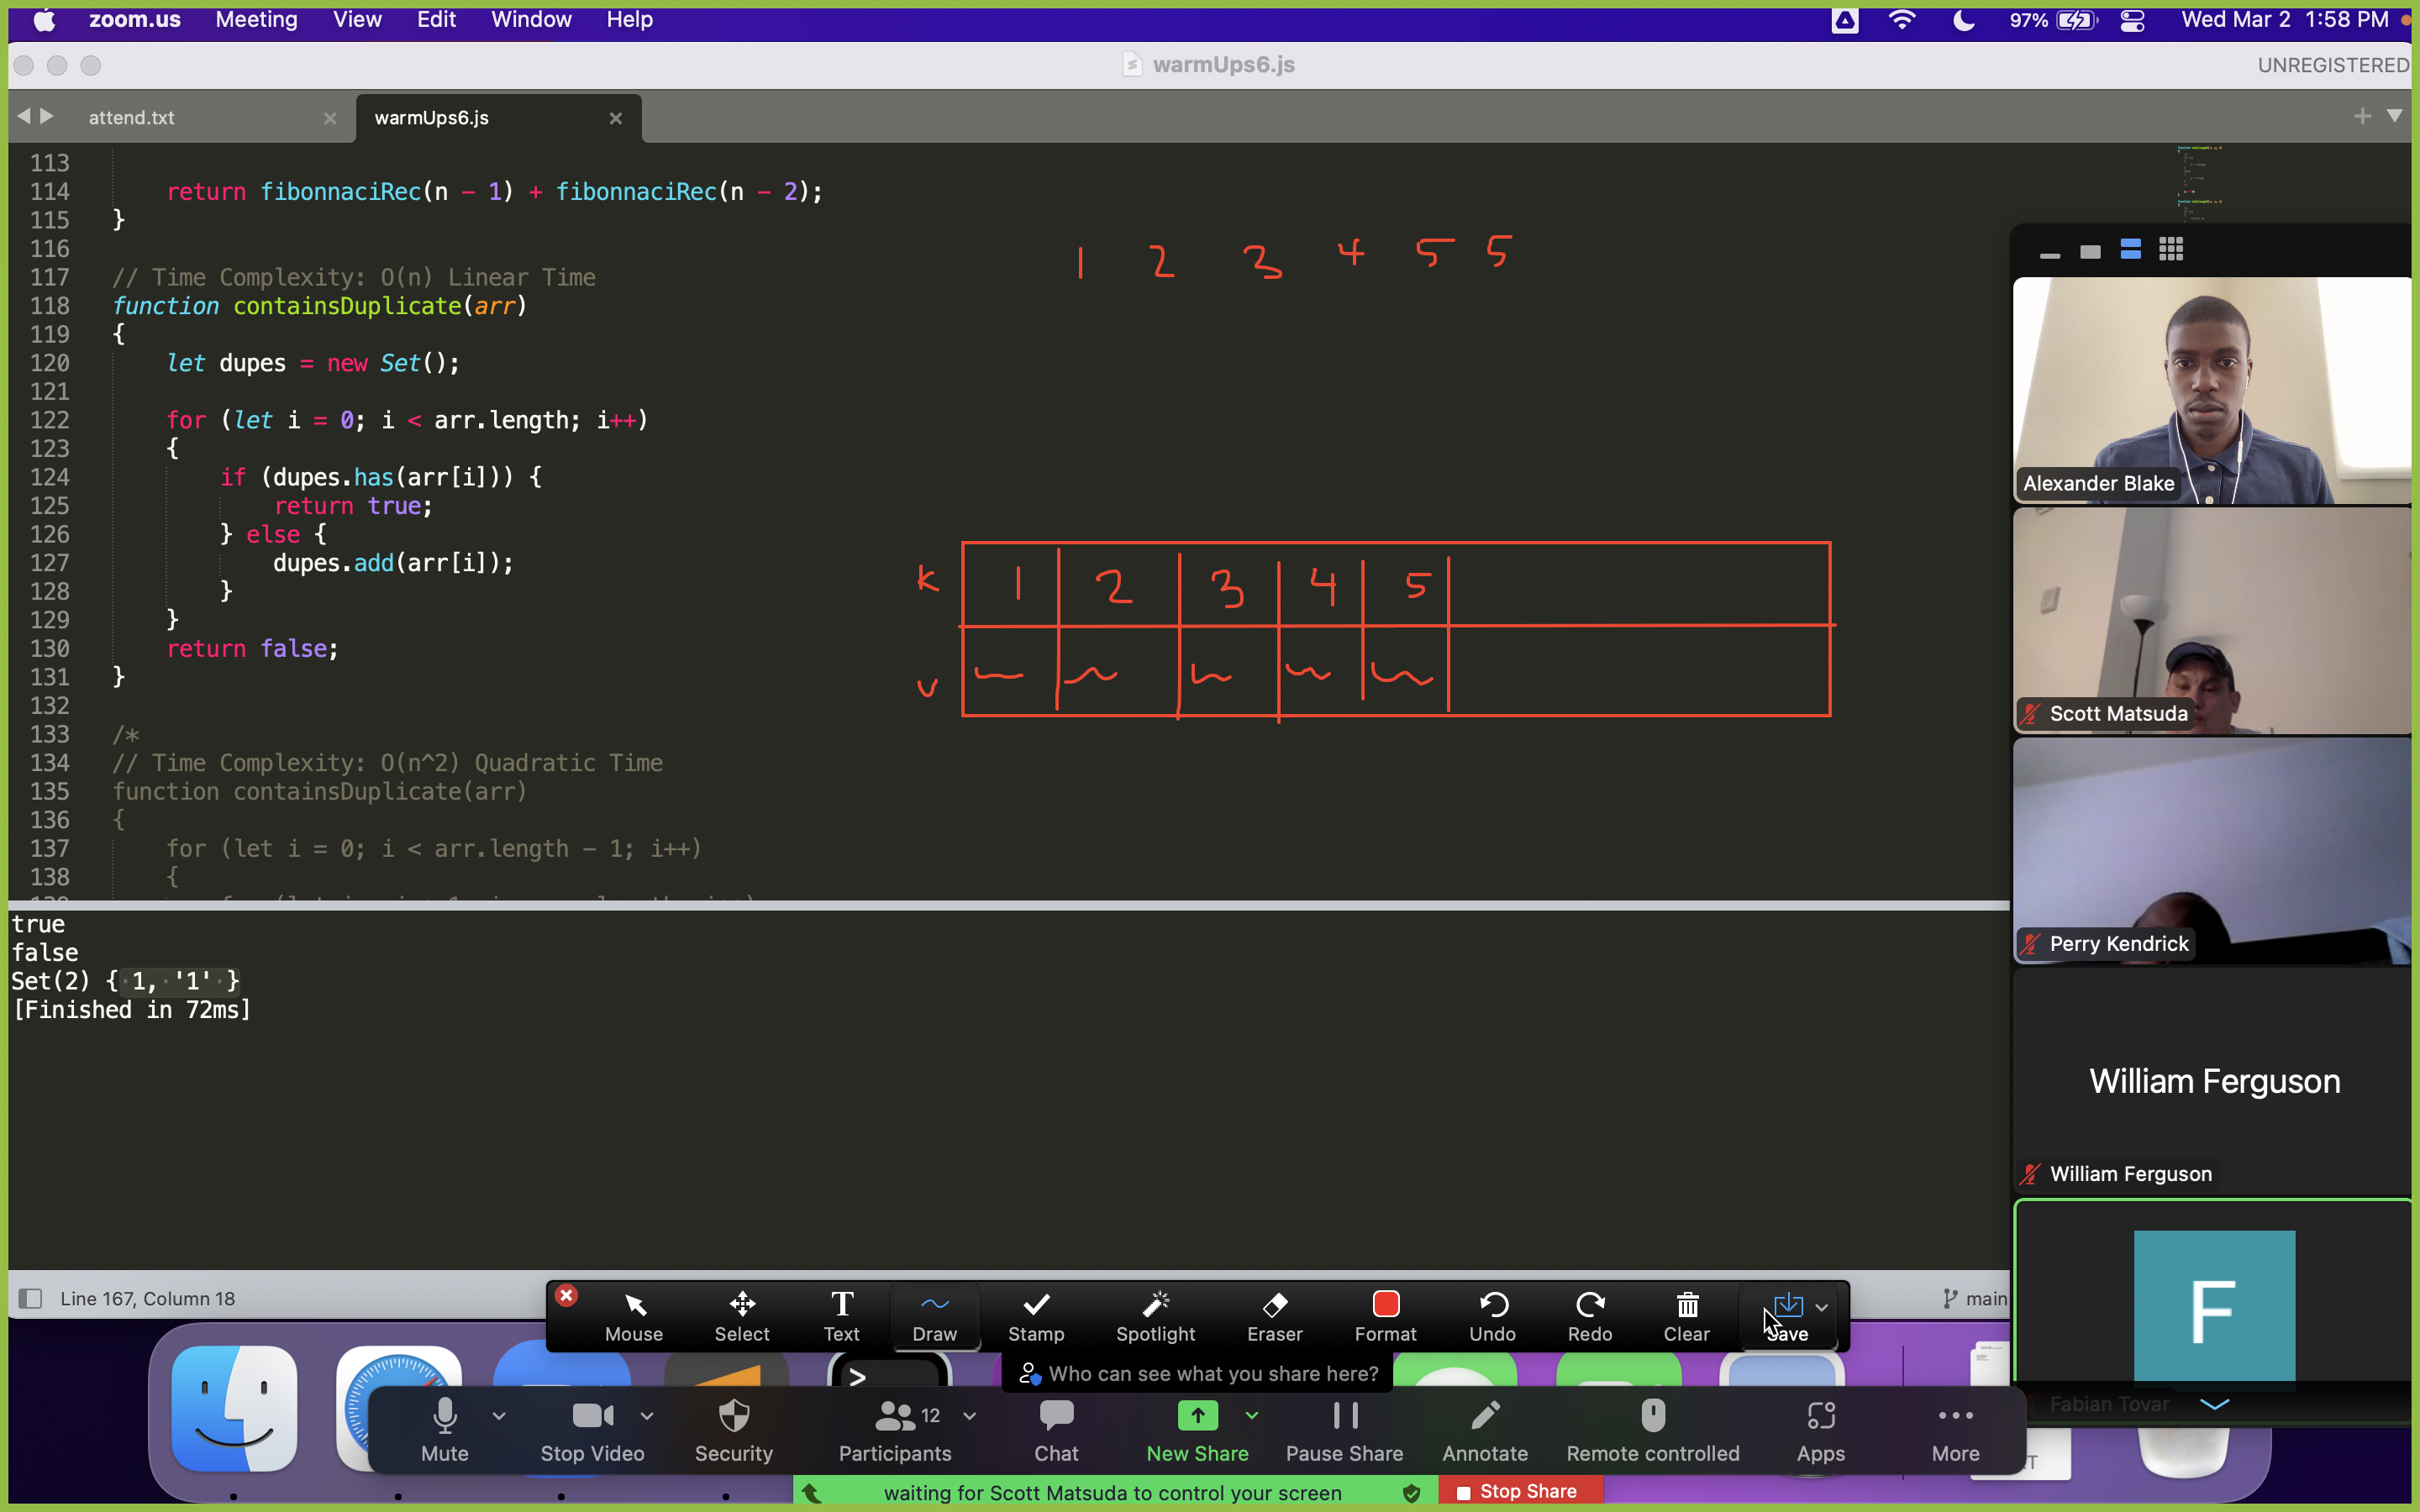 zoom.us Meeting View Edit Window Help 97% Wed Mar 2 1:58 PM
warmUps6.js UNREGISTERED
attend.txt warmUps6.js
113
114 return fibonnaciRec(n - 1) + fibonnaciRec(n - 2);
115 }
116
117 // Time Complexity: O(n) Linear Time
118 function containsDuplicate(arr)
119 {
120 let dupes = new Set();
121
122 for (let i = 0; i < arr.length; i++)
123 {
124 if (dupes.has(arr[i])) {
125 return true;
126 } else {
127 dupes.add(arr[i]);
128 }
129 }
130 return false;
131 }
132
133 /*
134 // Time Complexity: O(n^2) Quadratic Time
135 function containsDuplicate(arr)
136 {
137 for (let i = 0; i < arr.length - 1; i++)
138 {
1 2 3 4 5 5
K 1 2 3 4 5
v
true
false
Set(2) { 1, '1' }
[Finished in 72ms]
Alexander Blake
Scott Matsuda
Perry Kendrick
William Ferguson
William Ferguson
F
Fabian Tovar
Line 167, Column 18 main
Mouse Select Text Draw Stamp Spotlight Eraser Format Undo Redo Clear Save
Who can see what you share here?
12
Mute Stop Video Security Participants Chat New Share Pause Share Annotate Remote controlled Apps More
waiting for Scott Matsuda to control your screen Stop Share